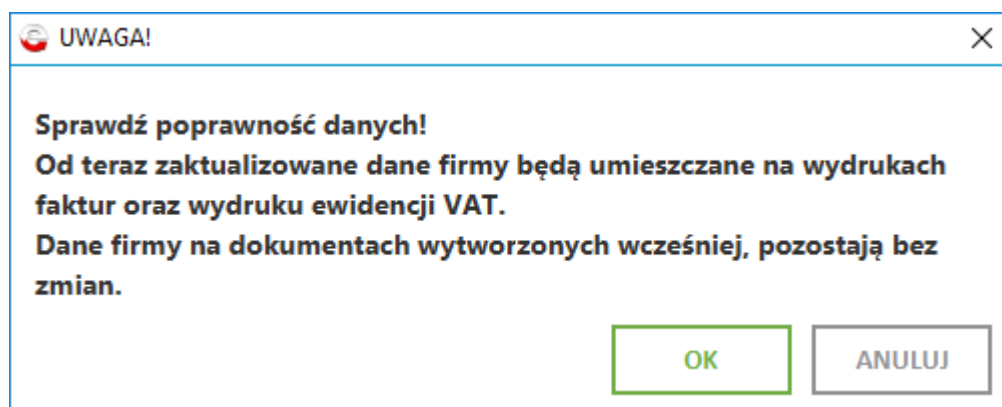 UWAGA!
Sprawdź poprawność danych!
Od teraz zaktualizowane dane firmy będą umieszczane na wydrukach
faktur oraz wydruku ewidencji VAT.
Dane firmy na dokumentach wytworzonych wcześniej, pozostają bez
zmian.
OK
ANULUJ